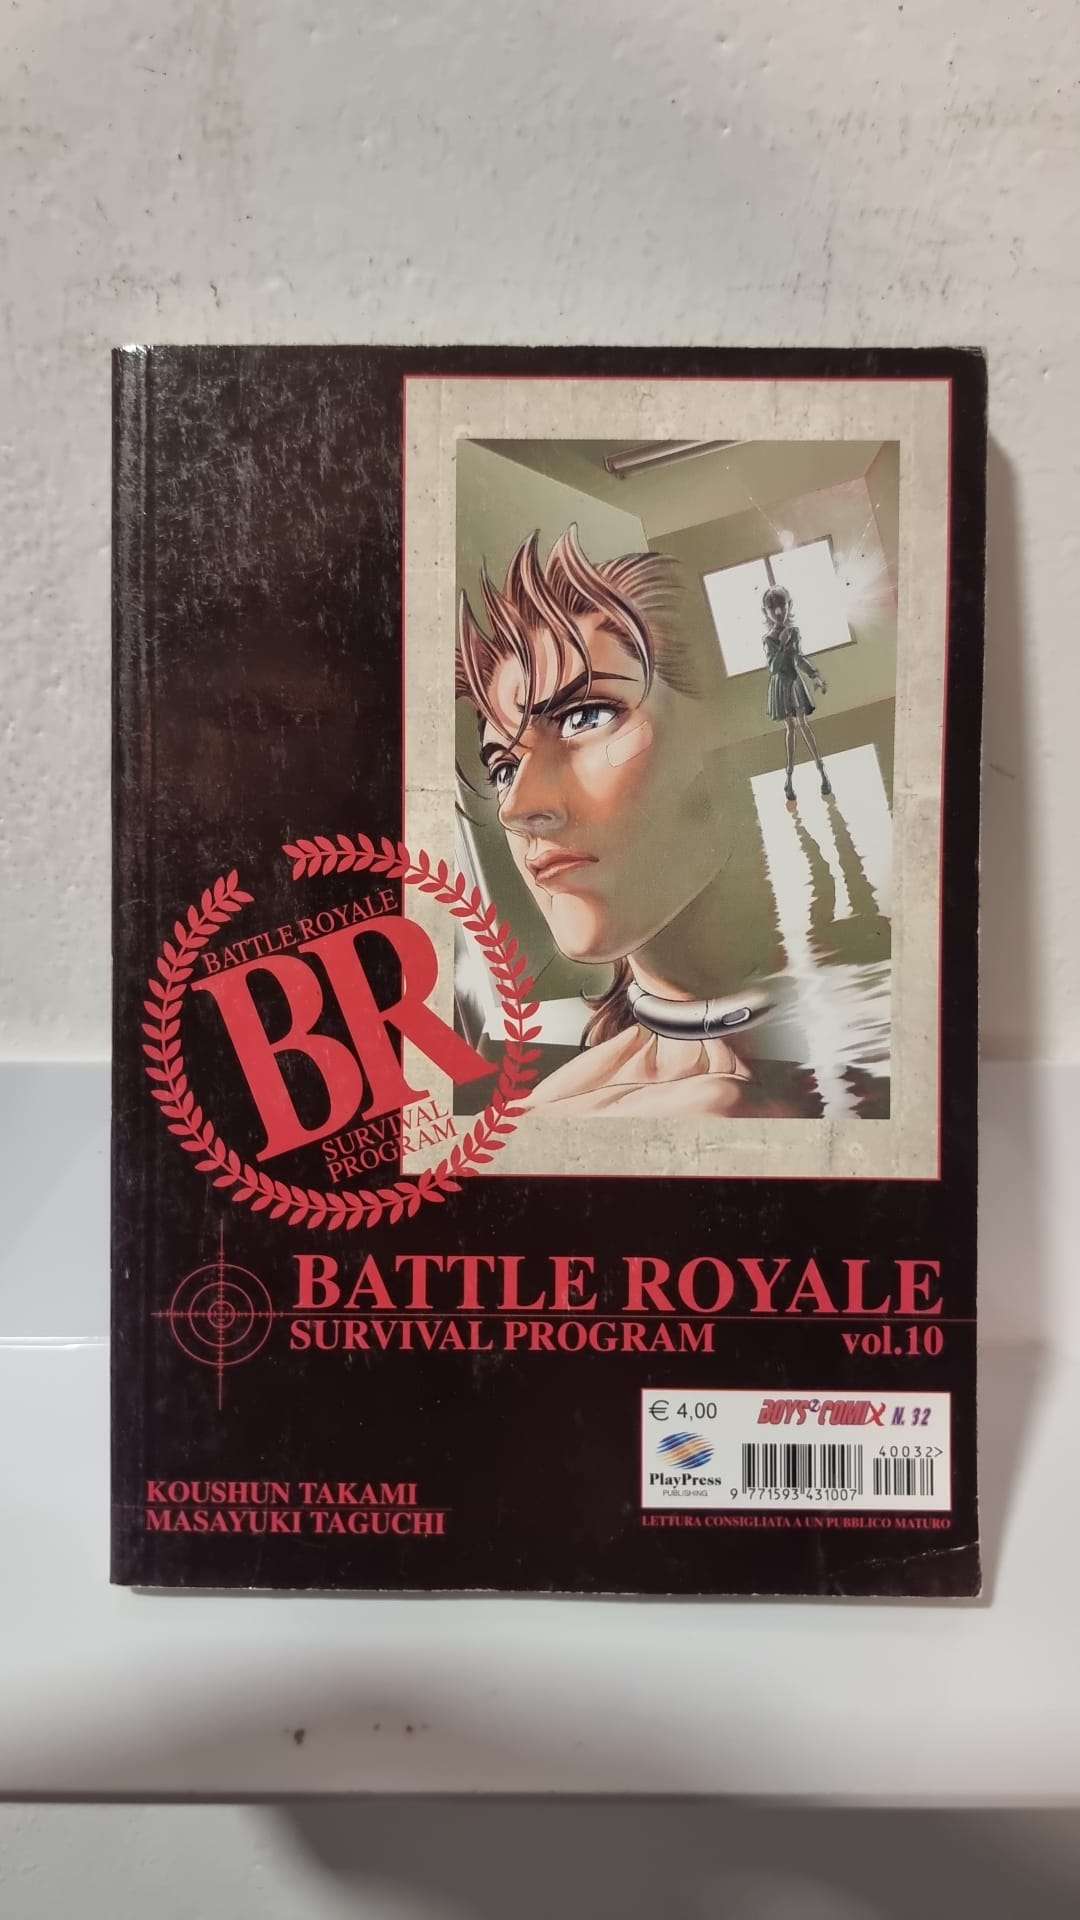 BATTLE ROYALE
BR
SURVIVAL
PROGRAM
BATTLE ROYALE
SURVIVAL PROGRAM vol.10
€ 4,00 BOYS² COMIX N. 32
40032>
PlayPress
PUBLISHING
9 771593 431007
KOUSHUN TAKAMI
MASAYUKI TAGUCHI
LETTURA CONSIGLIATA A UN PUBBLICO MATURO